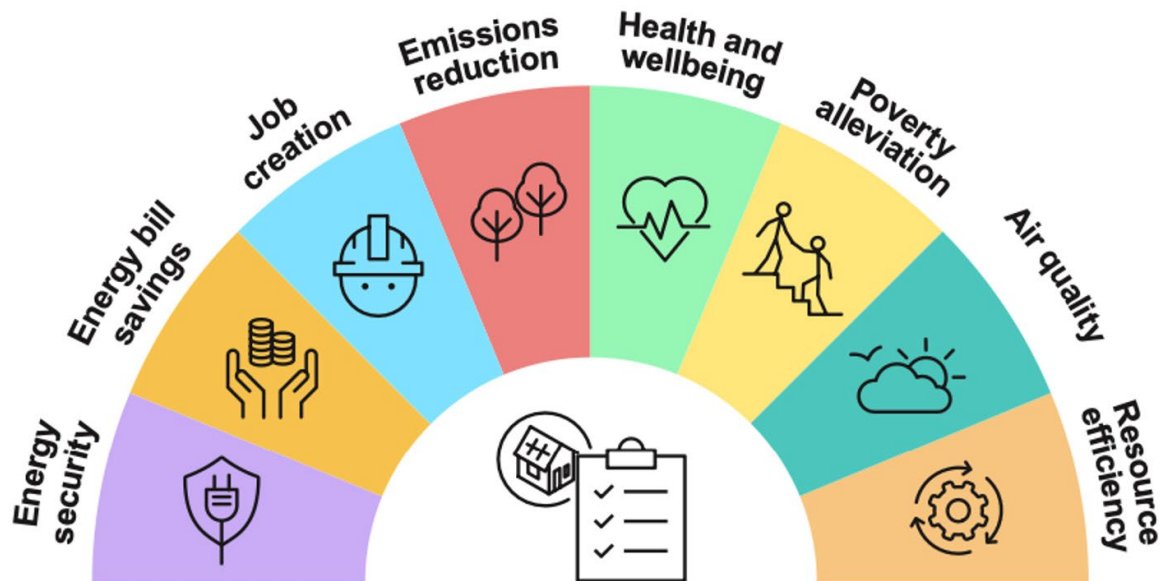 Energy
security
Energy bill
savings
Job
creation
Emissions
reduction
Health and
wellbeing
Poverty
alleviation
Air quality
Resource
efficiency